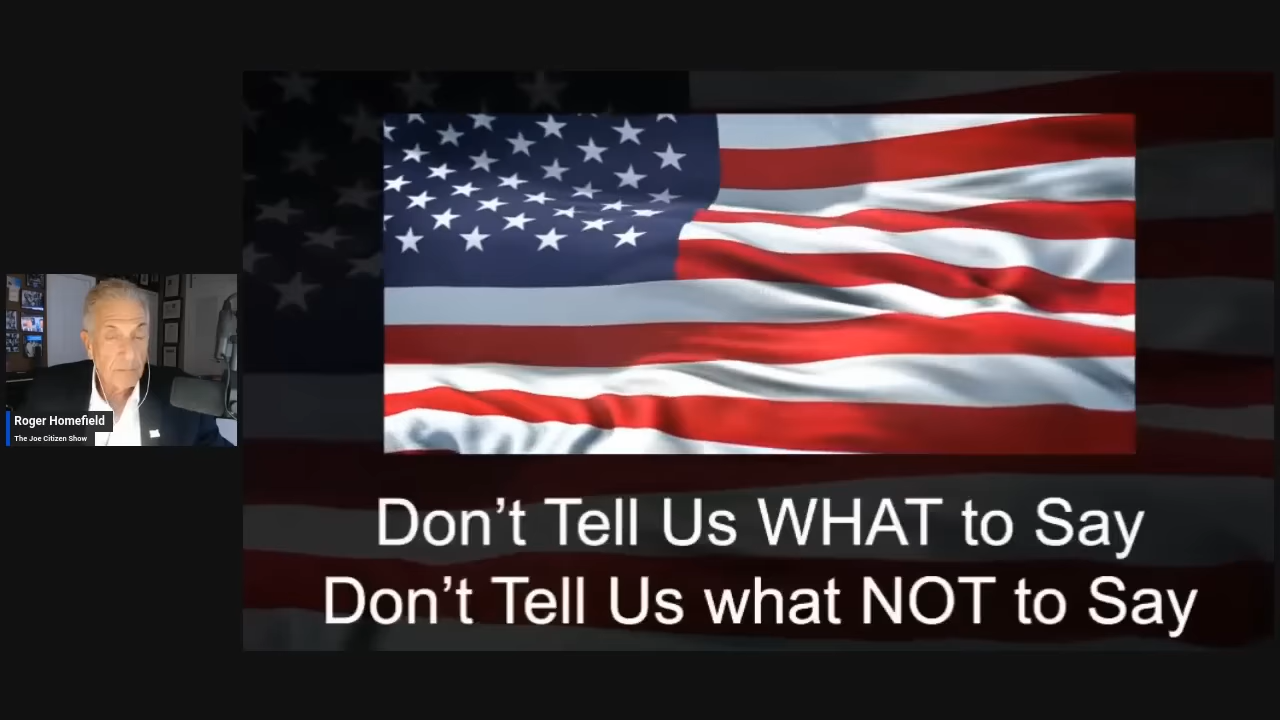 Roger Homefield
The Joe Citizen Show
Don’t Tell Us WHAT to Say
Don’t Tell Us what NOT to Say